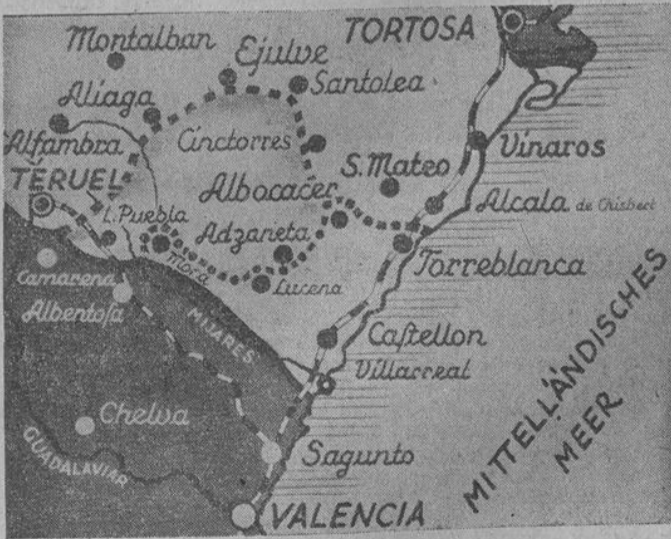 TORTOSA
Montalban
Ejulve
Santolea
Aliaga
Alfambra
Cinctorres
Vinaros
S. Mateo
TERUEL
Albocacer
Alcala de Chisbert
L. Puebla
Adzaneta
Mora
Torreblanca
Camarena
Lucena
Albentosa
MIJARES
Castellon
Villarreal
Chelva
MITTELLÄNDISCHES
MEER
GUADALAVIAR
Sagunto
VALENCIA